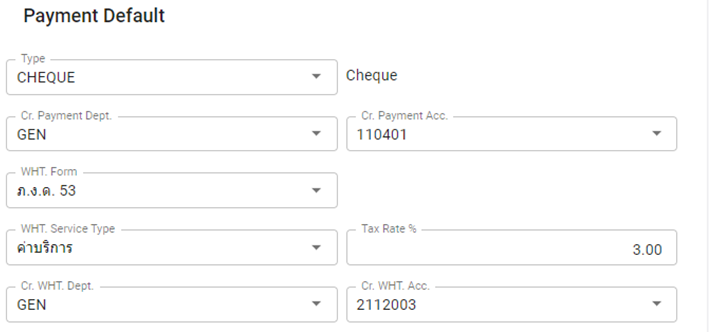 Payment Default
Type
CHEQUE
Cheque
Cr. Payment Dept.
GEN
Cr. Payment Acc.
110401
WHT. Form
ภ.ง.ด. 53
WHT. Service Type
ค่าบริการ
Tax Rate %
3.00
Cr. WHT. Dept.
GEN
Cr. WHT. Acc.
2112003